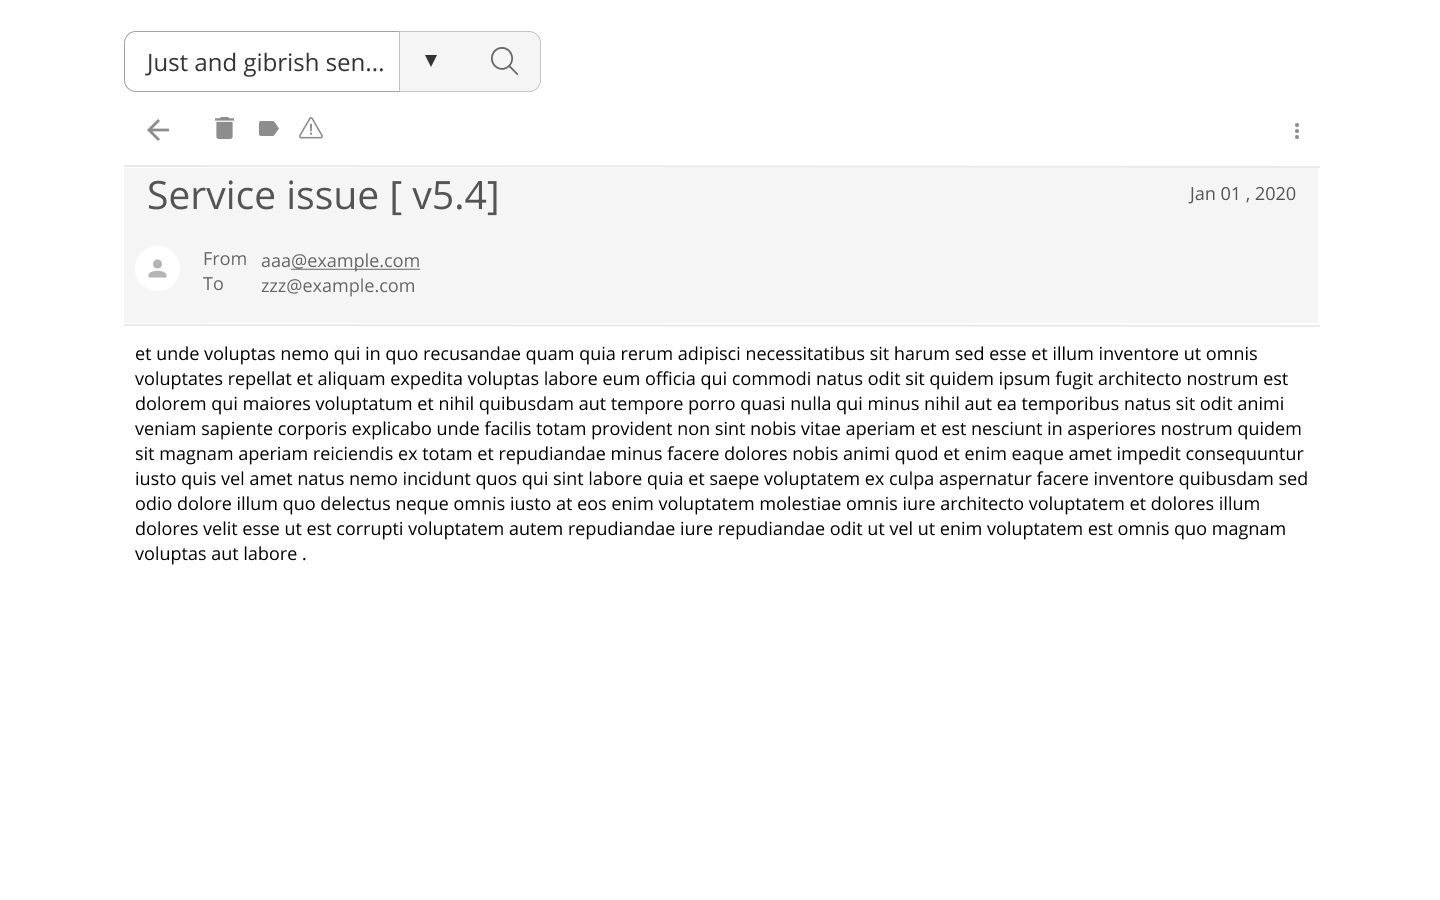 Just and gibrish sen...
Service issue [ v5.4]
Jan 01 , 2020
From aaa@example.com
To zzz@example.com
et unde voluptas nemo qui in quo recusandae quam quia rerum adipisci necessitatibus sit harum sed esse et illum inventore ut omnis
voluptates repellat et aliquam expedita voluptas labore eum officia qui commodi natus odit sit quidem ipsum fugit architecto nostrum est
dolorem qui maiores voluptatum et nihil quibusdam aut tempore porro quasi nulla qui minus nihil aut ea temporibus natus sit odit animi
veniam sapiente corporis explicabo unde facilis totam provident non sint nobis vitae aperiam et est nesciunt in asperiores nostrum quidem
sit magnam aperiam reiciendis ex totam et repudiandae minus facere dolores nobis animi quod et enim eaque amet impedit consequuntur
iusto quis vel amet natus nemo incidunt quos qui sint labore quia et saepe voluptatem ex culpa aspernatur facere inventore quibusdam sed
odio dolore illum quo delectus neque omnis iusto at eos enim voluptatem molestiae omnis iure architecto voluptatem et dolores illum
dolores velit esse ut est corrupti voluptatem autem repudiandae iure repudiandae odit ut vel ut enim voluptatem est omnis quo magnam
voluptas aut labore .